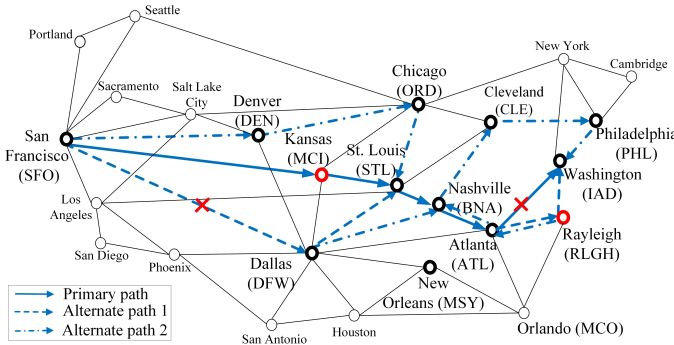 Seattle
Portland
New York
Cambridge
Chicago
(ORD)
Cleveland
(CLE)
Sacramento
Salt Lake
City
Denver
(DEN)
Kansas
(MCI)
St. Louis
(STL)
Philadelphia
(PHL)
San
Francisco
(SFO)
Washington
(IAD)
Nashville
(BNA)
Los
Angeles
Atlanta
(ATL)
Rayleigh
(RLGH)
San Diego
Phoenix
Dallas
(DFW)
New
Orleans (MSY)
San Antonio
Houston
Orlando (MCO)
Primary path
Alternate path 1
Alternate path 2